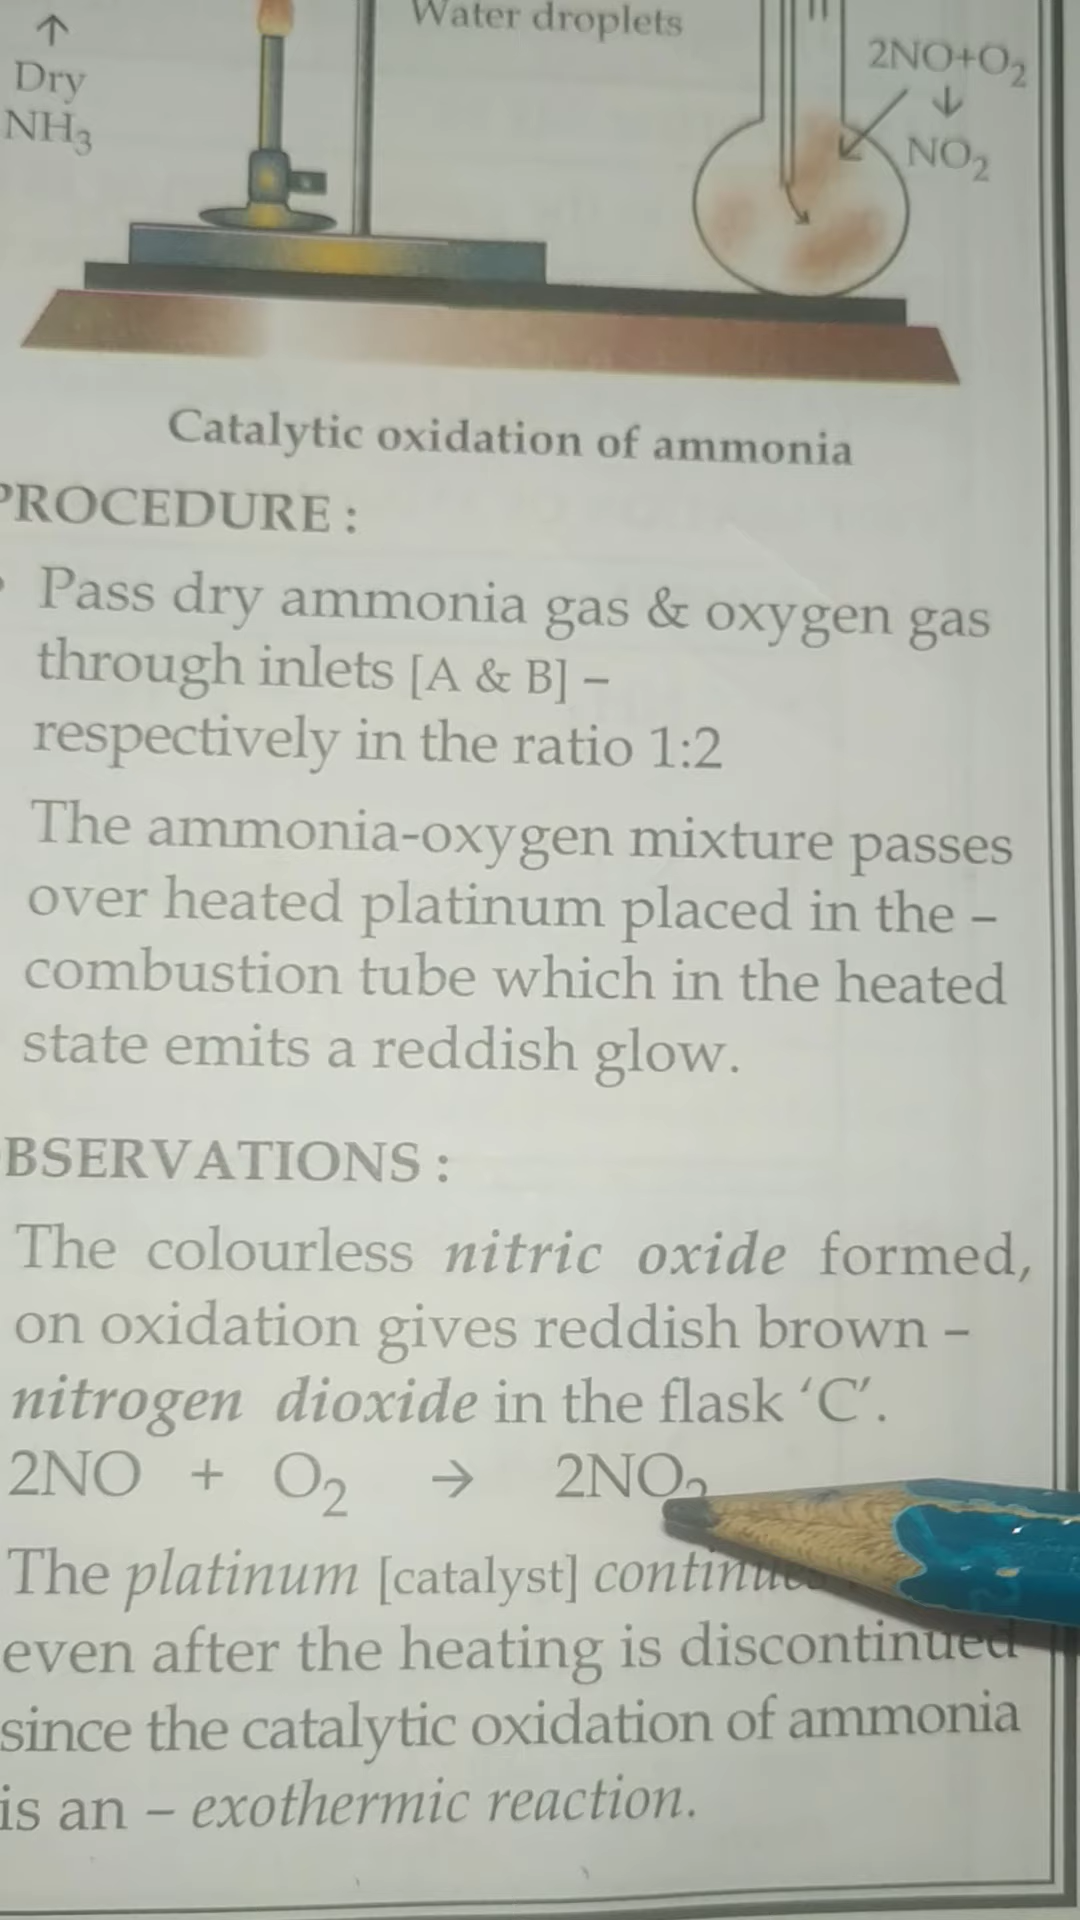 Water droplets
↑
Dry
NH₃
2NO+O₂
↓
NO₂
Catalytic oxidation of ammonia
PROCEDURE :
Pass dry ammonia gas & oxygen gas
through inlets [A & B] –
respectively in the ratio 1:2
The ammonia-oxygen mixture passes
over heated platinum placed in the –
combustion tube which in the heated
state emits a reddish glow.
BSERVATIONS :
The colourless nitric oxide formed,
on oxidation gives reddish brown –
nitrogen dioxide in the flask ‘C’.
2NO + O₂ → 2NO₂
The platinum [catalyst]
even after the heating is discontinued
since the catalytic oxidation of ammonia
is an – exothermic reaction.